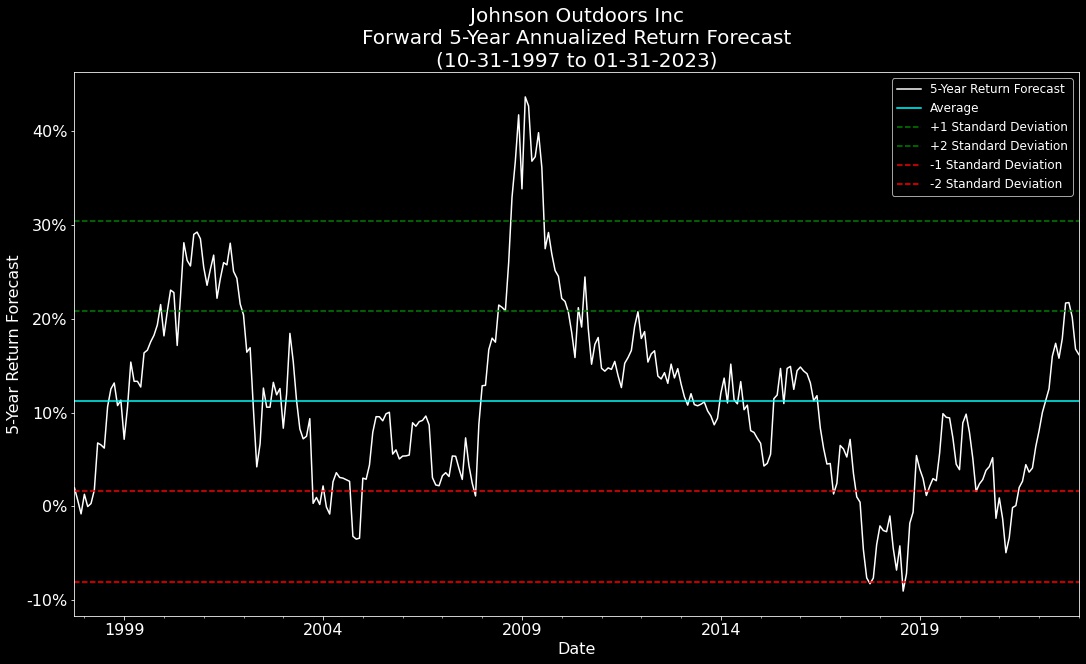 Johnson Outdoors Inc
Forward 5-Year Annualized Return Forecast
(10-31-1997 to 01-31-2023)
5-Year Return Forecast
Average
+1 Standard Deviation
+2 Standard Deviation
-1 Standard Deviation
-2 Standard Deviation
5-Year Return Forecast
40%
30%
20%
10%
0%
-10%
1999
2004
2009
2014
2019
Date